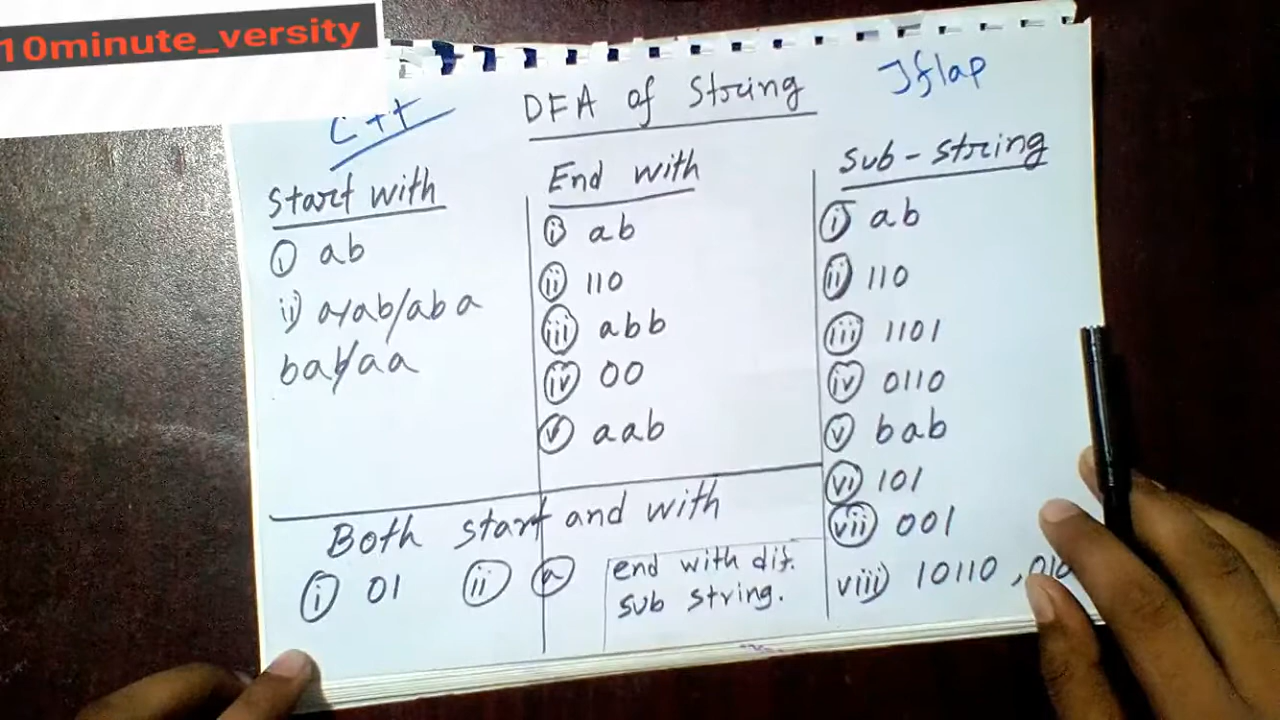 10minute_versity
C++
DFA of String
Jflap
Start with
i ab
ii) a/ab/aba
bab/aa
End with
i ab
ii 110
iii abb
iv 00
v aab
Sub-string
i ab
ii 110
iii 1101
iv 0110
v bab
vi 101
vii 001
viii) 10110, 010
Both start and with
i 01 ii a
end with dif.
sub string.